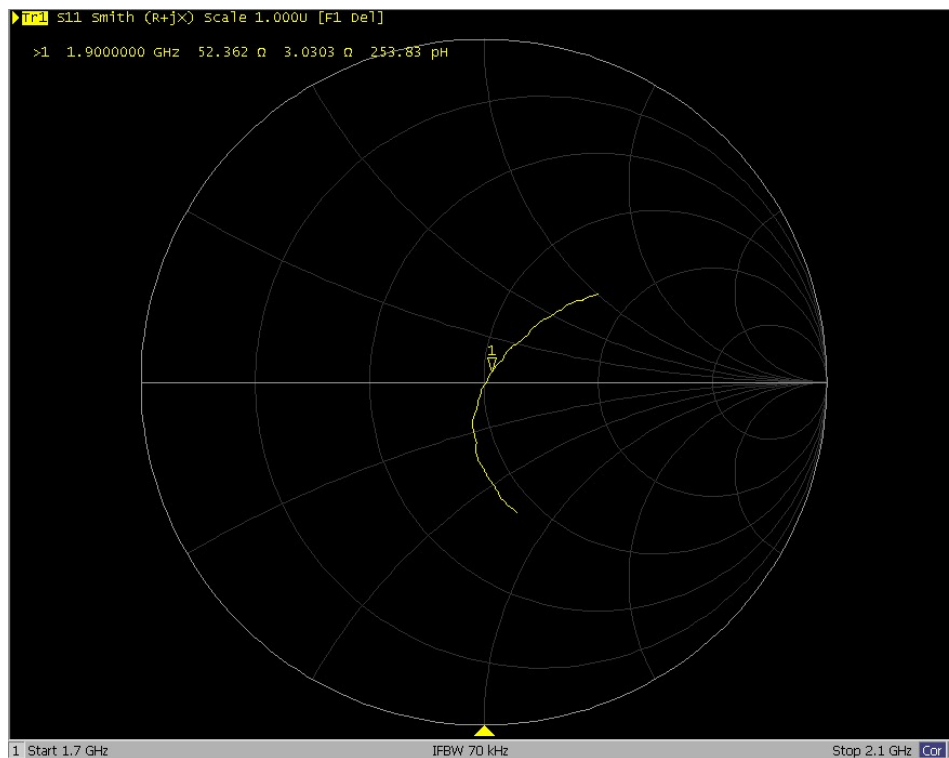 Tr1 S11 Smith (R+jX) Scale 1.000U [F1 Del]
>1 1.9000000 GHz 52.362 Ω 3.0303 Ω 253.83 pH
1
1 Start 1.7 GHz IFBW 70 kHz Stop 2.1 GHz Cor